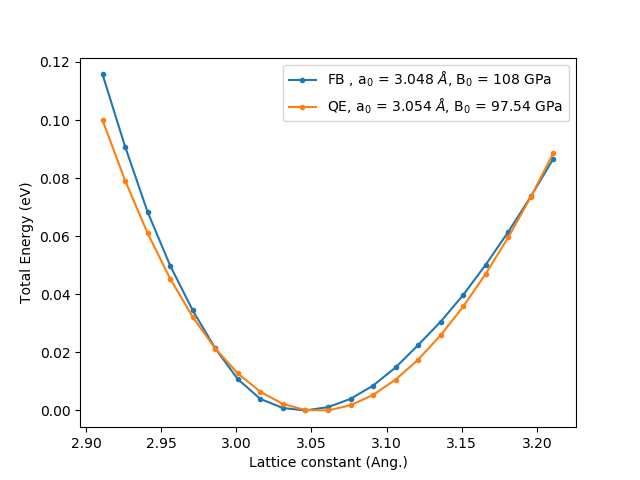 0.12
0.10
0.08
0.06
0.04
0.02
0.00
Total Energy (eV)
FB , a₀ = 3.048 Å, B₀ = 108 GPa
QE, a₀ = 3.054 Å, B₀ = 97.54 GPa
2.90 2.95 3.00 3.05 3.10 3.15 3.20
Lattice constant (Ang.)